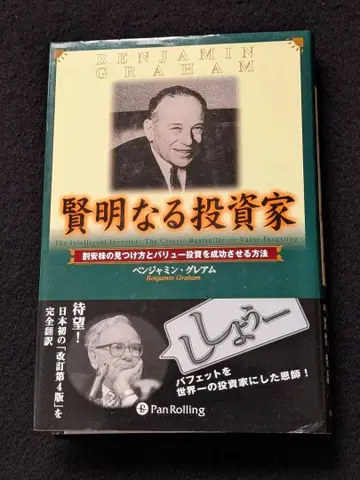 BENJAMIN
GRAHAM
賢明なる投資家
The Intelligent Investor: The Classic Bestseller on Value Investing
割安株の見つけ方とバリュー投資を成功させる方法
ベンジャミン・グレアム
Benjamin Graham
待望!
日本初の「改訂第4版」を
完全翻訳
ししょうー
バフェットを
世界一の投資家にした恩師!
PanRolling